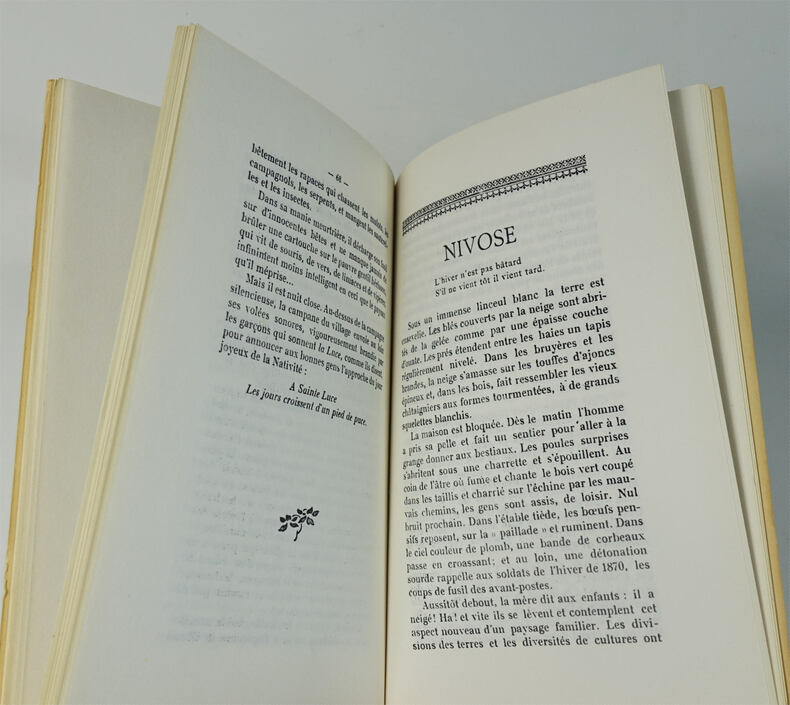 — 68 —
bêtement les rapaces qui chassent les mulots, les
campagnols, les serpents, et mangent les mulots,
les et les insectes.
Dans sa manie meurtrière, il décharge son fusil
sur d'innocentes bêtes et ne manque jamais de
brûler une cartouche sur le pauvre gentil hérisson
qui vit de souris, de vers, de limaces et de vipères
infiniment moins intelligent en ceci que le paysan
qu'il méprise...
Mais il est nuit close. Au-dessus de la campagne
silencieuse, la campane du village envoie au loin
ses volées sonores, vigoureusement brandie par
les garçons qui sonnent la Luce, comme ils disent,
pour annoncer aux bonnes gens l'approche du jour
joyeux de la Nativité :
A Sainte Luce
Les jours croissent d'un pied de puce.
NIVOSE
L'hiver n'est pas bâtard
S'il ne vient tôt il vient tard.
Sous un immense linceul blanc la terre est
ensevelie. Les blés couverts par la neige sont abri-
tés de la gelée comme par une épaisse couche
d'ouate. Les prés étendent entre les haies un tapis
régulièrement nivelé. Dans les bruyères et les
brandes, la neige s'amasse sur les touffes d'ajoncs
épineux et, dans les bois, fait ressembler les vieux
châtaigniers aux formes tourmentées, à de grands
squelettes blanchis.
La maison est bloquée. Dès le matin l'homme
a pris sa pelle et fait un sentier pour aller à la
grange donner aux bestiaux. Les poules surprises
s'abritent sous une charrette et s'épouillent. Au
coin de l'âtre où fume et chante le bois vert coupé
dans les taillis et charrié sur l'échine par les mau-
vais chemins, les gens sont assis, de loisir. Nul
bruit prochain. Dans l'étable tiède, les bœufs pen-
sifs reposent, sur la « paillade » et ruminent. Dans
le ciel couleur de plomb, une bande de corbeaux
passe en croassant; et au loin, une détonation
sourde rappelle aux soldats de l'hiver de 1870, les
coups de fusil des avant-postes.
Aussitôt debout, la mère dit aux enfants : il a
neigé! Ha! et vite ils se lèvent et contemplent cet
aspect nouveau d'un paysage familier. Les divi-
sions des terres et les diversités de cultures ont